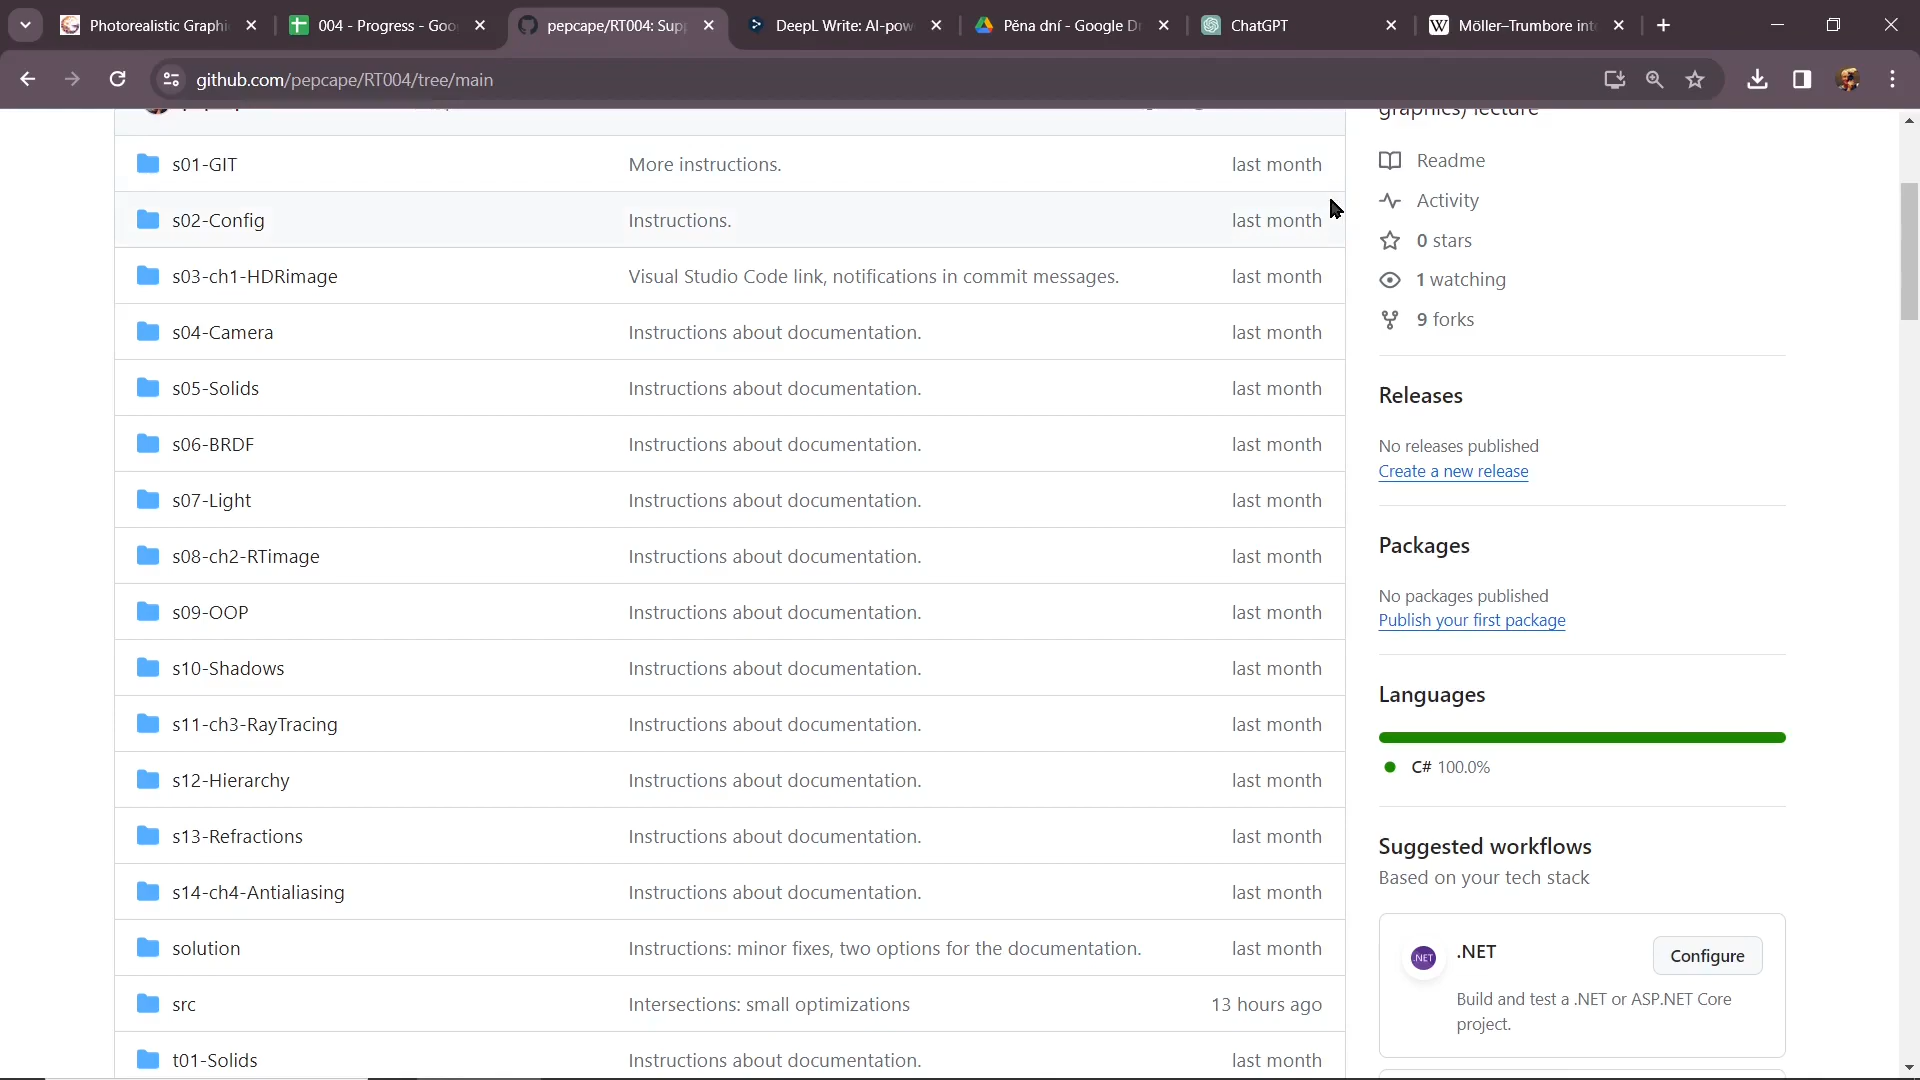 Photorealistic Graphi
004 - Progress - Goo
pepcape/RT004: Sup
DeepL Write: AI-pow
Pěna dní - Google D
ChatGPT
Möller–Trumbore int
github.com/pepcape/RT004/tree/main
graphics) lecture
s01-GIT More instructions. last month
s02-Config Instructions. last month
s03-ch1-HDRimage Visual Studio Code link, notifications in commit messages. last month
s04-Camera Instructions about documentation. last month
s05-Solids Instructions about documentation. last month
s06-BRDF Instructions about documentation. last month
s07-Light Instructions about documentation. last month
s08-ch2-RTimage Instructions about documentation. last month
s09-OOP Instructions about documentation. last month
s10-Shadows Instructions about documentation. last month
s11-ch3-RayTracing Instructions about documentation. last month
s12-Hierarchy Instructions about documentation. last month
s13-Refractions Instructions about documentation. last month
s14-ch4-Antialiasing Instructions about documentation. last month
solution Instructions: minor fixes, two options for the documentation. last month
src Intersections: small optimizations 13 hours ago
t01-Solids Instructions about documentation. last month
Readme
Activity
0 stars
1 watching
9 forks
Releases
No releases published
Create a new release
Packages
No packages published
Publish your first package
Languages
C# 100.0%
Suggested workflows
Based on your tech stack
.NET
.NET
Configure
Build and test a .NET or ASP.NET Core
project.